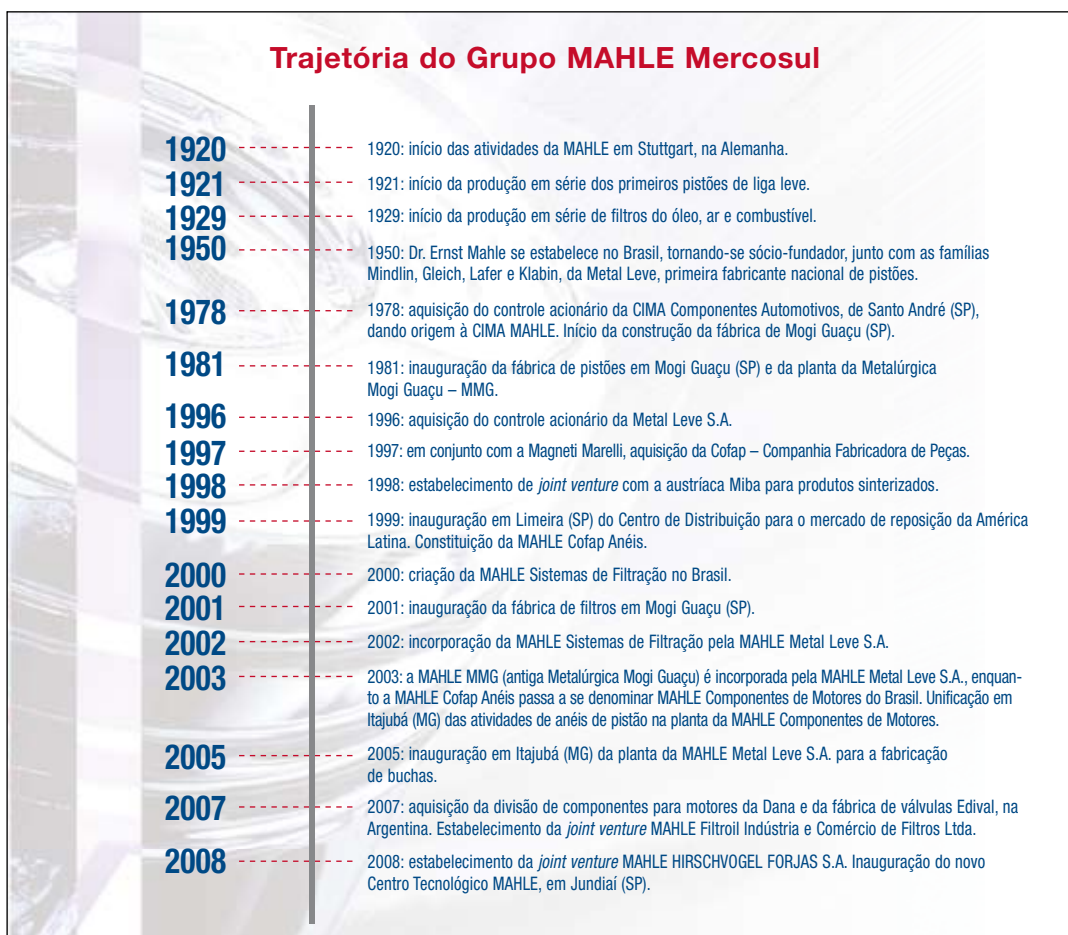 Trajetória do Grupo MAHLE Mercosul
1920
1920: início das atividades da MAHLE em Stuttgart, na Alemanha.
1921
1921: início da produção em série dos primeiros pistões de liga leve.
1929
1929: início da produção em série de filtros do óleo, ar e combustível.
1950
1950: Dr. Ernst Mahle se estabelece no Brasil, tornando-se sócio-fundador, junto com as famílias
Mindlin, Gleich, Lafer e Klabin, da Metal Leve, primeira fabricante nacional de pistões.
1978
1978: aquisição do controle acionário da CIMA Componentes Automotivos, de Santo André (SP),
dando origem à CIMA MAHLE. Início da construção da fábrica de Mogi Guaçu (SP).
1981
1981: inauguração da fábrica de pistões em Mogi Guaçu (SP) e da planta da Metalúrgica
Mogi Guaçu – MMG.
1996
1996: aquisição do controle acionário da Metal Leve S.A.
1997
1997: em conjunto com a Magneti Marelli, aquisição da Cofap – Companhia Fabricadora de Peças.
1998
1998: estabelecimento de joint venture com a austríaca Miba para produtos sinterizados.
1999
1999: inauguração em Limeira (SP) do Centro de Distribuição para o mercado de reposição da América
Latina. Constituição da MAHLE Cofap Anéis.
2000
2000: criação da MAHLE Sistemas de Filtração no Brasil.
2001
2001: inauguração da fábrica de filtros em Mogi Guaçu (SP).
2002
2002: incorporação da MAHLE Sistemas de Filtração pela MAHLE Metal Leve S.A.
2003
2003: a MAHLE MMG (antiga Metalúrgica Mogi Guaçu) é incorporada pela MAHLE Metal Leve S.A., enquan-
to a MAHLE Cofap Anéis passa a se denominar MAHLE Componentes de Motores do Brasil. Unificação em
Itajubá (MG) das atividades de anéis de pistão na planta da MAHLE Componentes de Motores.
2005
2005: inauguração em Itajubá (MG) da planta da MAHLE Metal Leve S.A. para a fabricação
de buchas.
2007
2007: aquisição da divisão de componentes para motores da Dana e da fábrica de válvulas Edival, na
Argentina. Estabelecimento da joint venture MAHLE Filtroil Indústria e Comércio de Filtros Ltda.
2008
2008: estabelecimento da joint venture MAHLE HIRSCHVOGEL FORJAS S.A. Inauguração do novo
Centro Tecnológico MAHLE, em Jundiaí (SP).